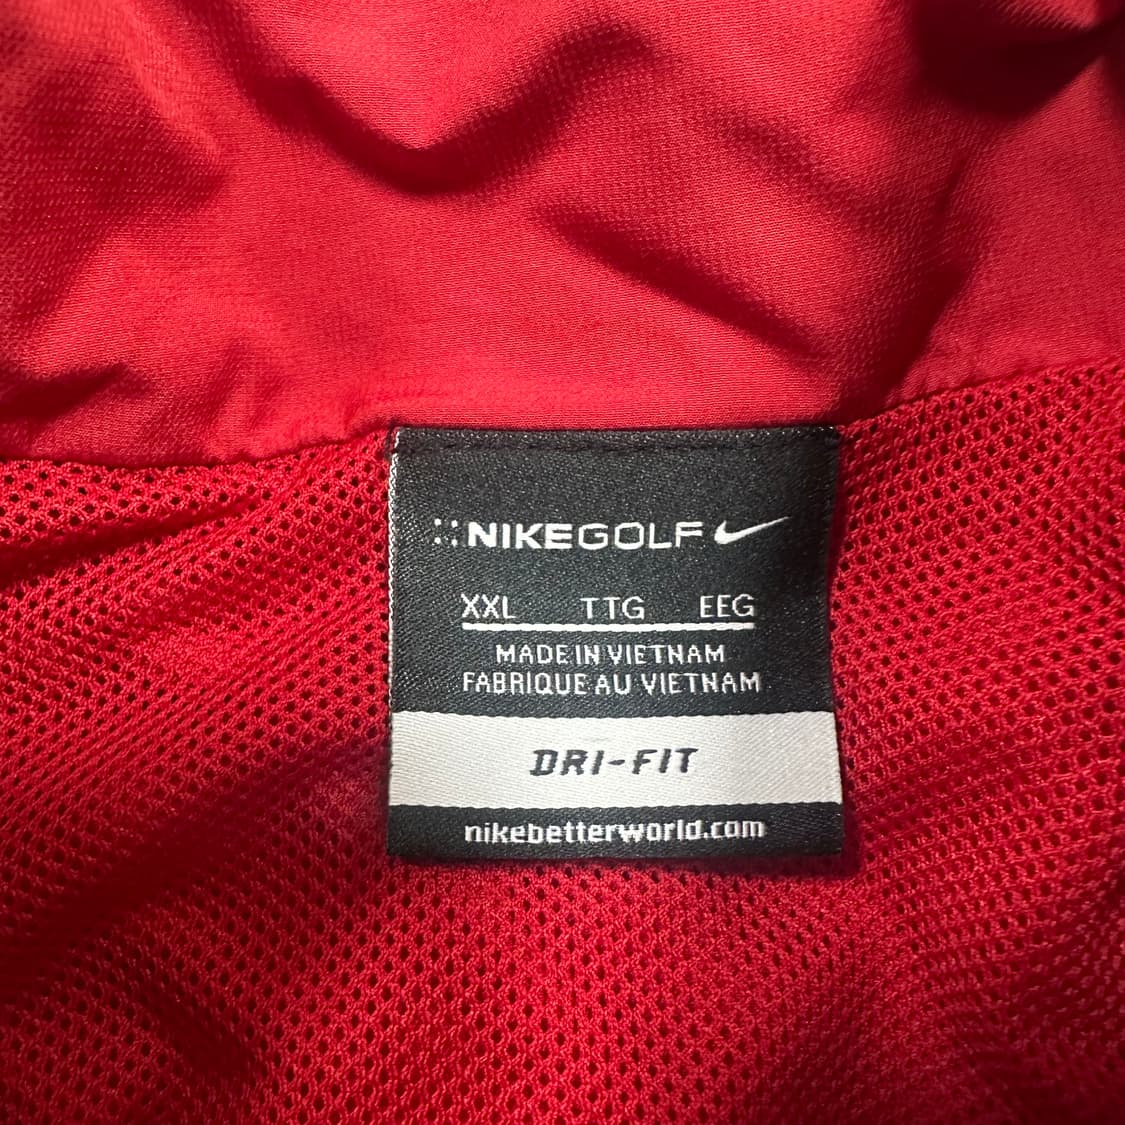 NIKEGOLF
XXL TTG EEG
MADE IN VIETNAM
FABRIQUE AU VIETNAM
DRI-FIT
nikebetterworld.com